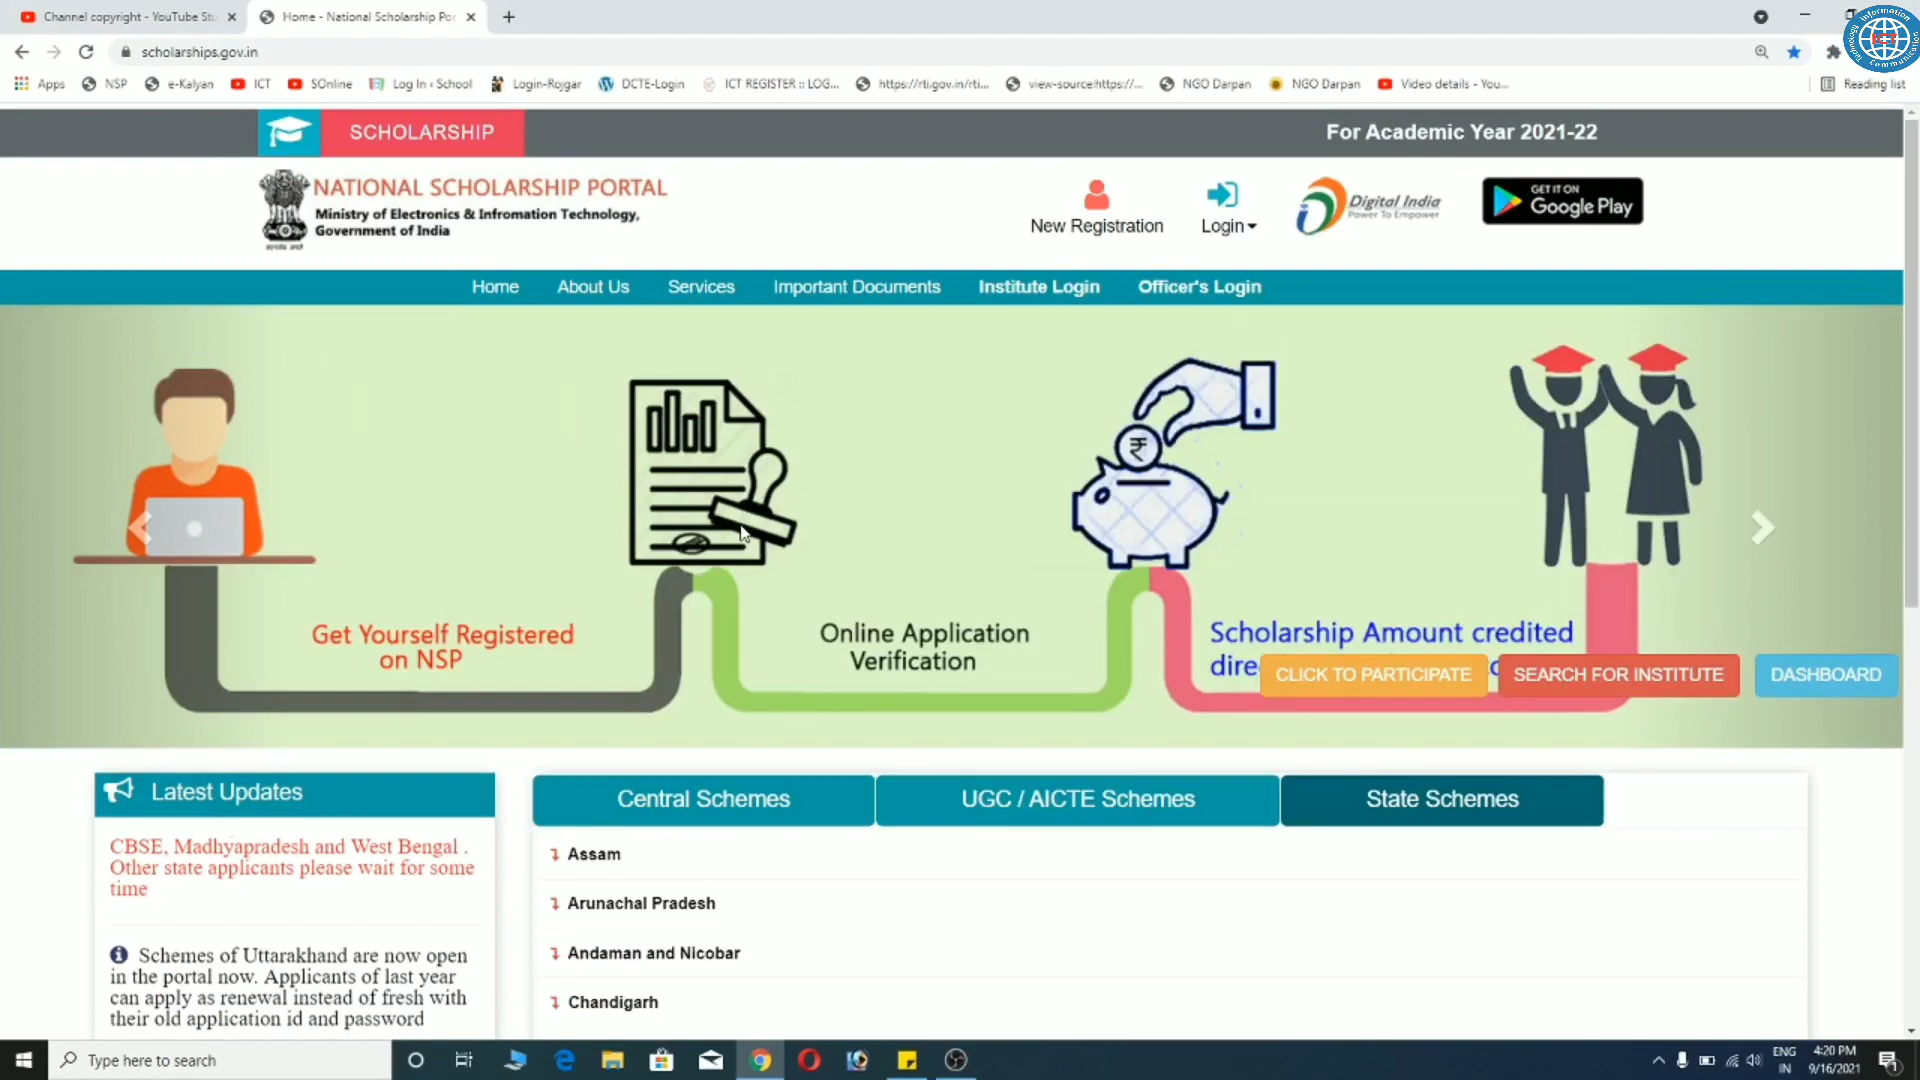 Channel copyright - YouTube Stu
Home - National Scholarship Por
scholarships.gov.in
Apps
NSP
e-Kalyan
ICT
SOnline
Log In ‹ School
Login-Rojgar
DCTE-Login
ICT REGISTER :: LOG...
https://rti.gov.in/rti...
view-source:https://...
NGO Darpan
NGO Darpan
Video details - You...
Reading list
Information
Communication
Technology
ICT
SCHOLARSHIP
For Academic Year 2021-22
NATIONAL SCHOLARSHIP PORTAL
Ministry of Electronics & Infromation Technology,
Government of India
New Registration
Login
Digital India
Power To Empower
GET IT ON
Google Play
Home
About Us
Services
Important Documents
Institute Login
Officer's Login
₹
Get Yourself Registered
on NSP
Online Application
Verification
Scholarship Amount credited
dire
CLICK TO PARTICIPATE
SEARCH FOR INSTITUTE
DASHBOARD
Latest Updates
CBSE, Madhyapradesh and West Bengal .
Other state applicants please wait for some
time
Schemes of Uttarakhand are now open
in the portal now. Applicants of last year
can apply as renewal instead of fresh with
their old application id and password
Central Schemes
UGC / AICTE Schemes
State Schemes
Assam
Arunachal Pradesh
Andaman and Nicobar
Chandigarh
Type here to search
ENG
IN
4:20 PM
9/16/2021
1